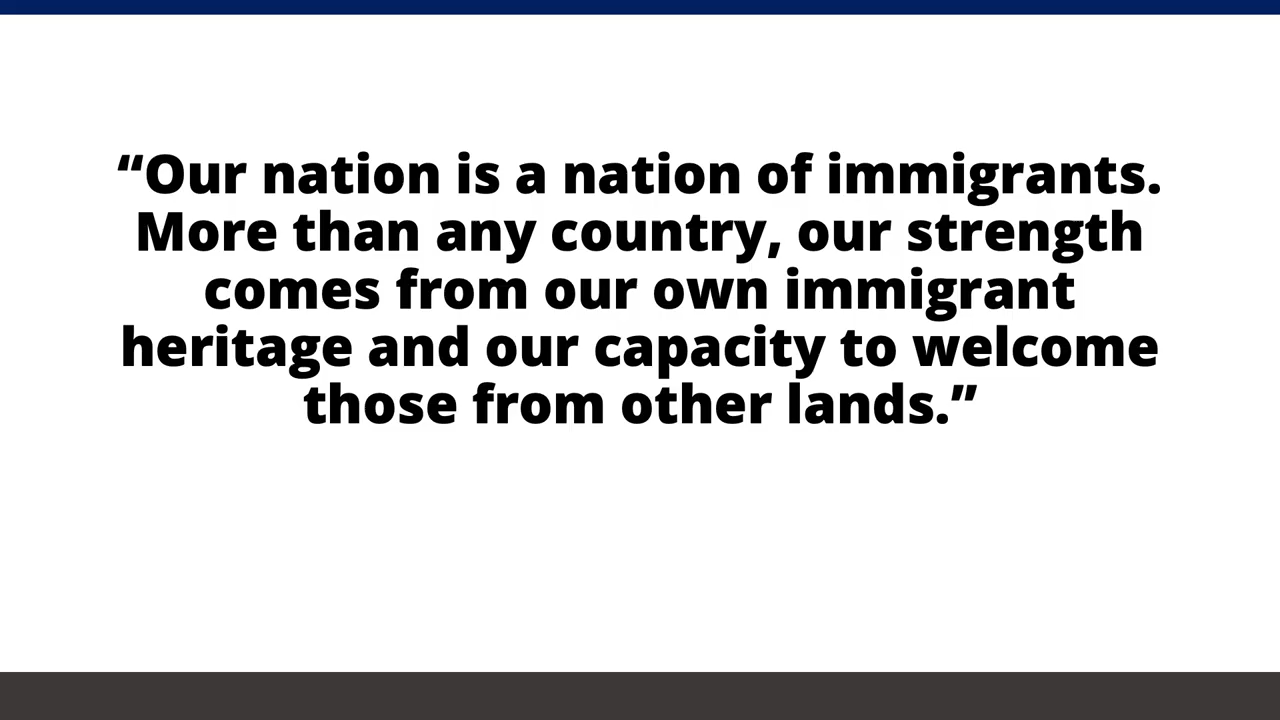 “Our nation is a nation of immigrants.
More than any country, our strength
comes from our own immigrant
heritage and our capacity to welcome
those from other lands.”